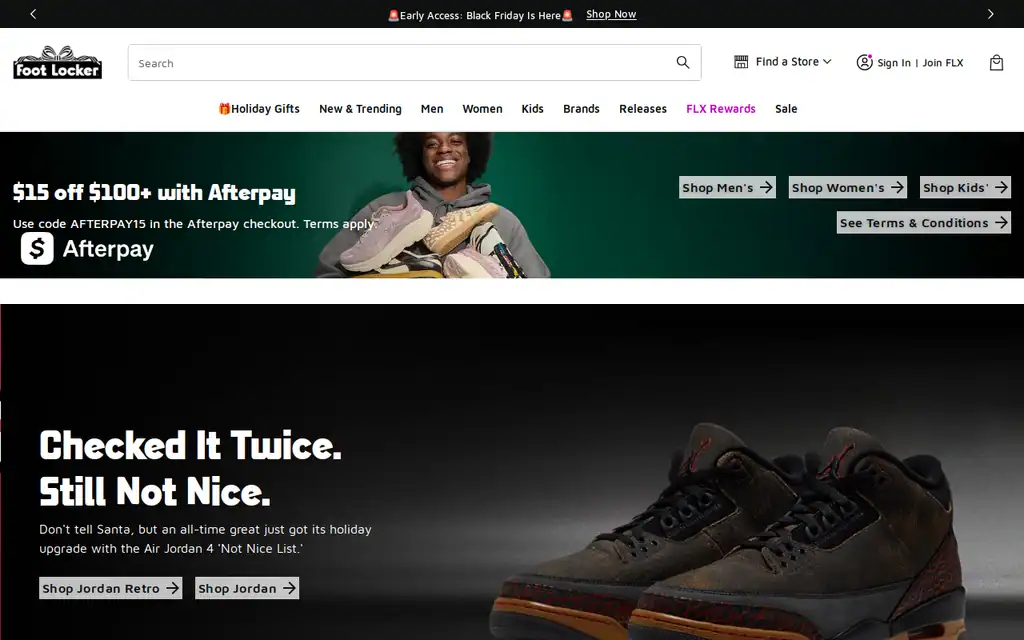 🚨Early Access: Black Friday Is Here🚨 Shop Now
Foot Locker
Search
Find a Store
Sign In | Join FLX
🎁Holiday Gifts New & Trending Men Women Kids Brands Releases FLX Rewards Sale
$15 off $100+ with Afterpay
Use code AFTERPAY15 in the Afterpay checkout. Terms apply.
Afterpay
Shop Men's Shop Women's Shop Kids'
See Terms & Conditions
Checked It Twice.
Still Not Nice.
Don't tell Santa, but an all-time great just got its holiday
upgrade with the Air Jordan 4 'Not Nice List.'
Shop Jordan Retro Shop Jordan